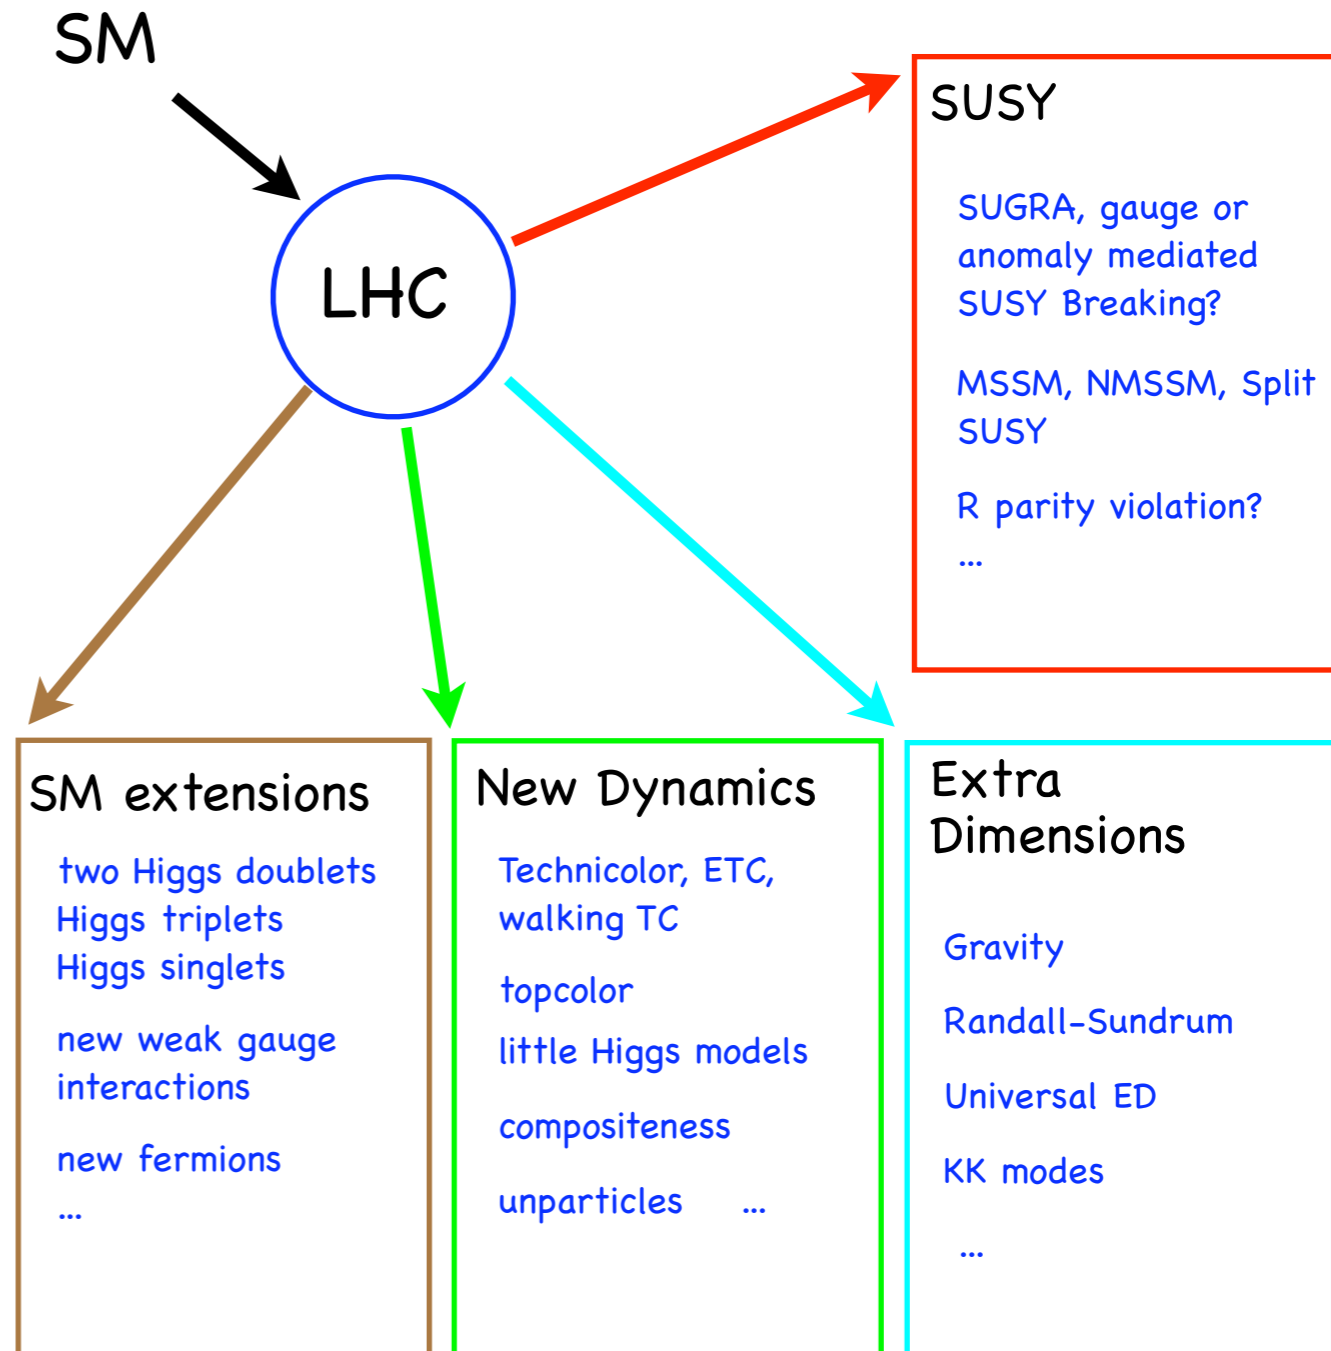 SM
LHC
SUSY
SUGRA, gauge or
anomaly mediated
SUSY Breaking?
MSSM, NMSSM, Split
SUSY
R parity violation?
...
SM extensions
two Higgs doublets
Higgs triplets
Higgs singlets
new weak gauge
interactions
new fermions
...
New Dynamics
Technicolor, ETC,
walking TC
topcolor
little Higgs models
compositeness
unparticles ...
Extra
Dimensions
Gravity
Randall-Sundrum
Universal ED
KK modes
...